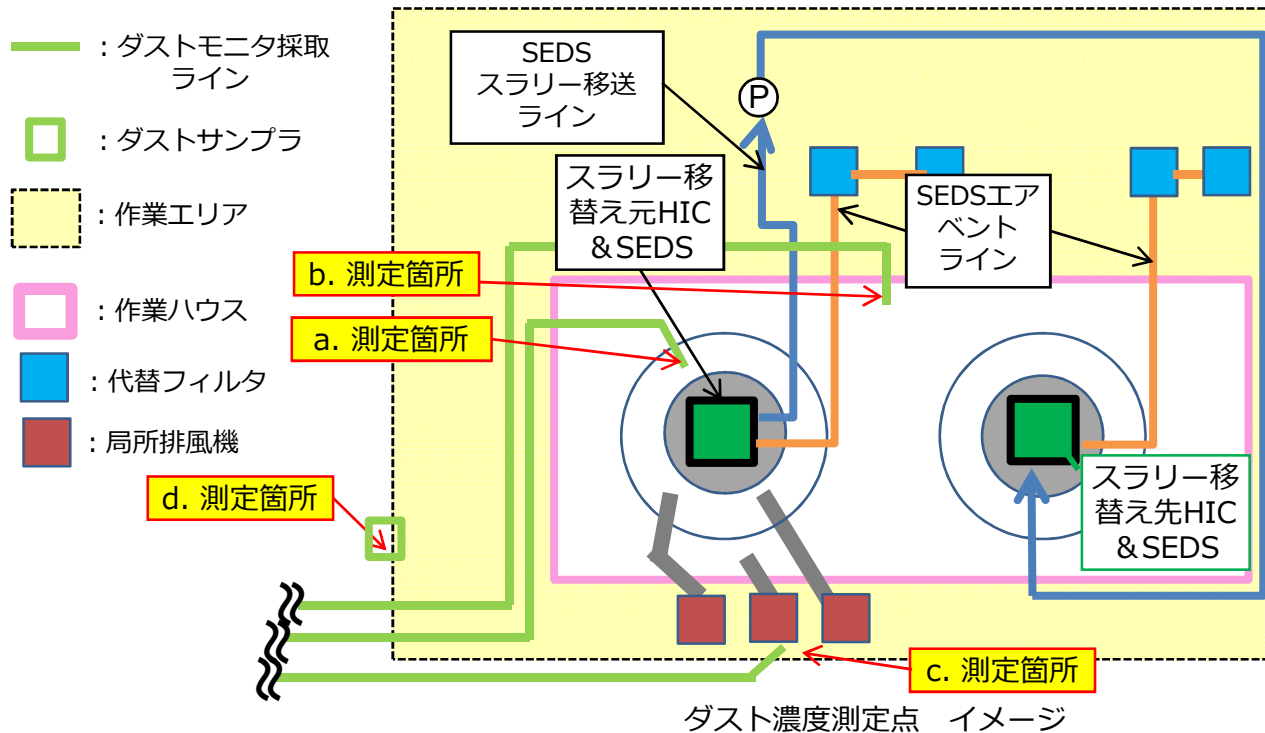 ：ダストモニタ採取
ライン
：ダストサンプラ
：作業エリア
：作業ハウス
：代替フィルタ
：局所排風機
SEDS
スラリー移送
ライン
P
スラリー移
替え元HIC
＆SEDS
SEDSエア
ベント
ライン
b. 測定箇所
a. 測定箇所
d. 測定箇所
スラリー移
替え先HIC
＆SEDS
c. 測定箇所
ダスト濃度測定点　イメージ